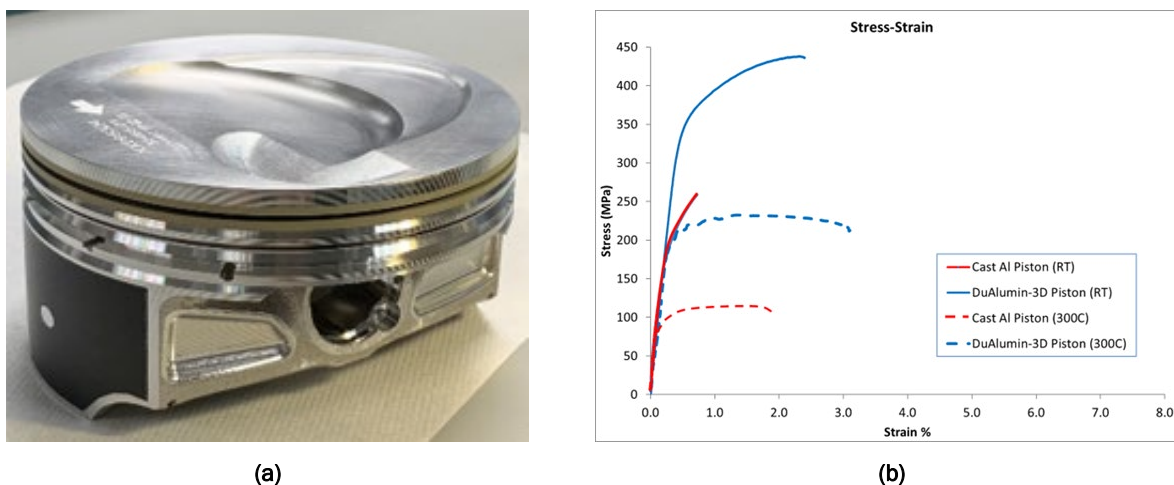 Stress-Strain
450
400
350
300
250
200
150
100
50
0
Stress (MPa)
0.0 1.0 2.0 3.0 4.0 5.0 6.0 7.0 8.0
Strain %
Cast Al Piston (RT)
DuAlumin-3D Piston (RT)
Cast Al Piston (300C)
DuAlumin-3D Piston (300C)
(a) (b)